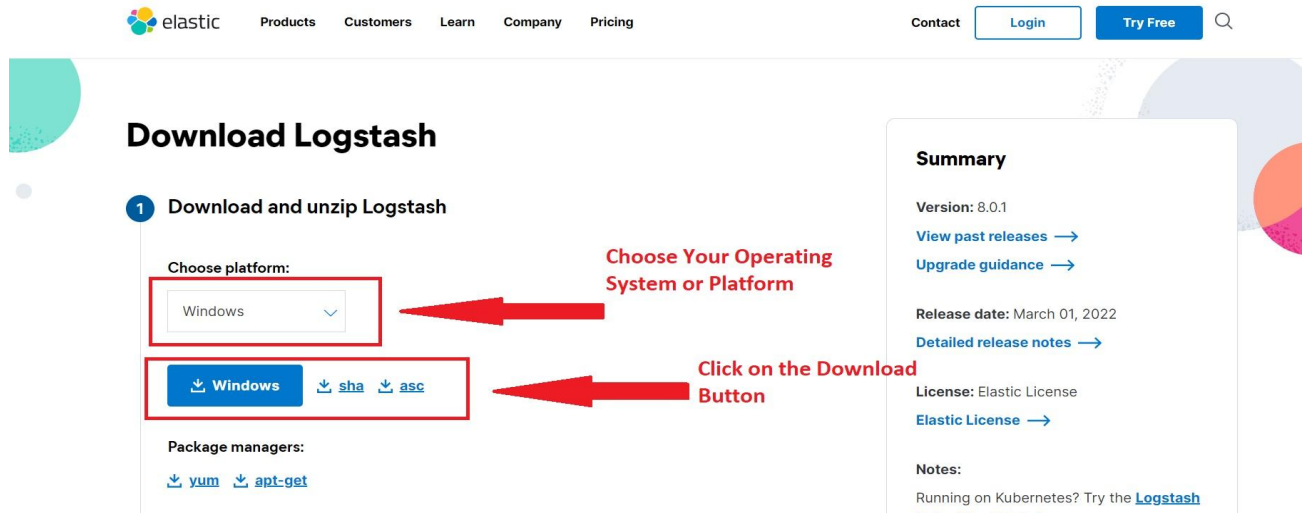 elastic Products Customers Learn Company Pricing Contact Login Try Free
Download Logstash
1 Download and unzip Logstash
Choose platform:
Windows
Choose Your Operating
System or Platform
Windows sha asc
Click on the Download
Button
Package managers:
yum apt-get
Summary
Version: 8.0.1
View past releases
Upgrade guidance
Release date: March 01, 2022
Detailed release notes
License: Elastic License
Elastic License
Notes:
Running on Kubernetes? Try the Logstash